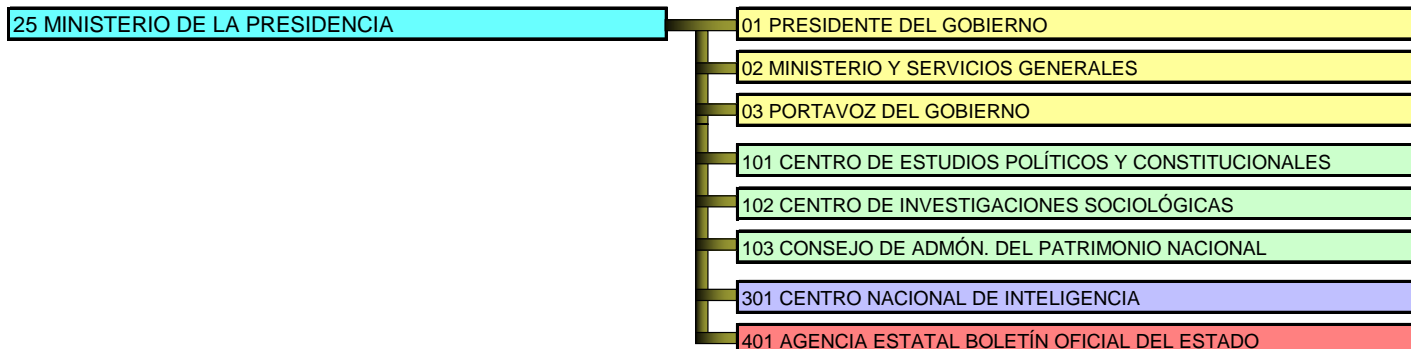 25 MINISTERIO DE LA PRESIDENCIA
01 PRESIDENTE DEL GOBIERNO
02 MINISTERIO Y SERVICIOS GENERALES
03 PORTAVOZ DEL GOBIERNO
101 CENTRO DE ESTUDIOS POLÍTICOS Y CONSTITUCIONALES
102 CENTRO DE INVESTIGACIONES SOCIOLÓGICAS
103 CONSEJO DE ADMÓN. DEL PATRIMONIO NACIONAL
301 CENTRO NACIONAL DE INTELIGENCIA
401 AGENCIA ESTATAL BOLETÍN OFICIAL DEL ESTADO